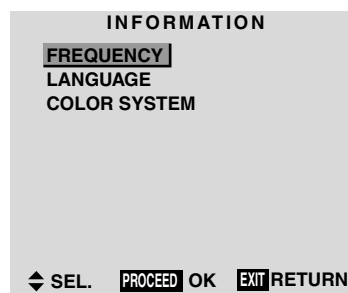 INFORMATION
FREQUENCY
LANGUAGE
COLOR SYSTEM
SEL. PROCEED OK EXIT RETURN